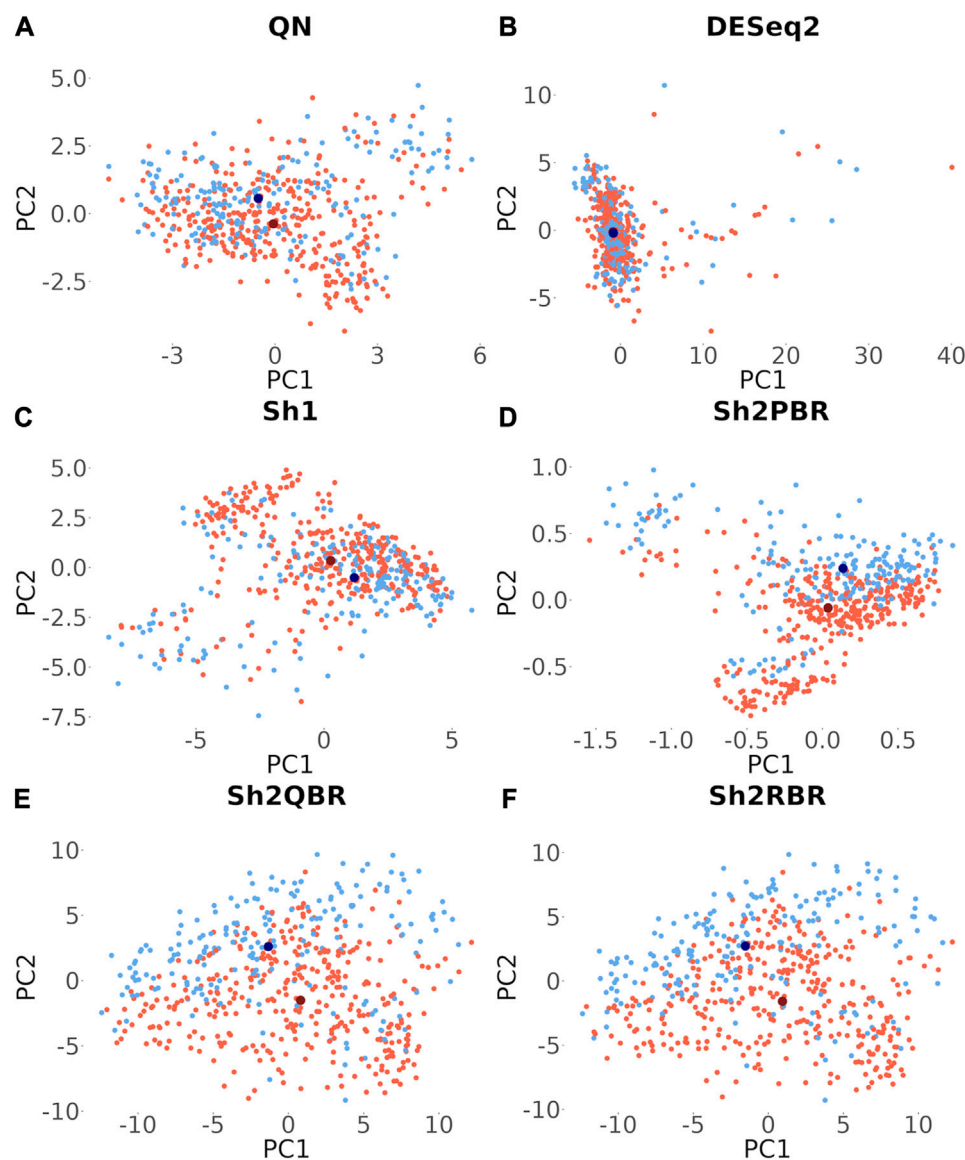 A QN
5.0
2.5
0.0
-2.5
PC2
-3 0 3 6
PC1
B DESeq2
10
5
0
-5
PC2
0 10 20 30 40
PC1
C Sh1
5.0
2.5
0.0
-2.5
-5.0
-7.5
PC2
-5 0 5
PC1
D Sh2PBR
1.0
0.5
0.0
-0.5
PC2
-1.5 -1.0 -0.5 0.0 0.5
PC1
E Sh2QBR
10
5
0
-5
-10
PC2
-10 -5 0 5 10
PC1
F Sh2RBR
10
5
0
-5
-10
PC2
-10 -5 0 5 10
PC1